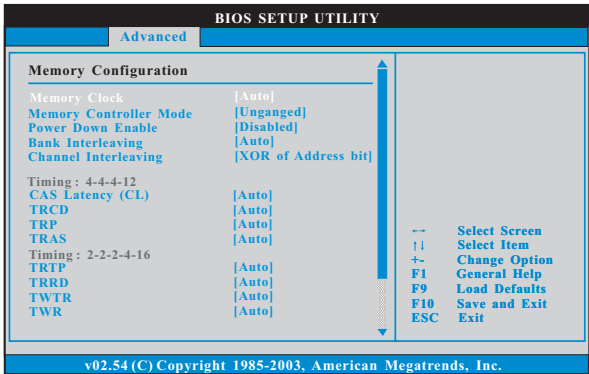 BIOS SETUP UTILITY
Advanced
Memory Configuration
Memory Clock [Auto]
Memory Controller Mode [Unganged]
Power Down Enable [Disabled]
Bank Interleaving [Auto]
Channel Interleaving [XOR of Address bit]
Timing : 4-4-4-12
CAS Latency (CL) [Auto]
TRCD [Auto]
TRP [Auto]
TRAS [Auto]
Timing : 2-2-2-4-16
TRTP [Auto]
TRRD [Auto]
TWTR [Auto]
TWR [Auto]
←→ Select Screen
↑↓ Select Item
+- Change Option
F1 General Help
F9 Load Defaults
F10 Save and Exit
ESC Exit
v02.54 (C) Copyright 1985-2003, American Megatrends, Inc.